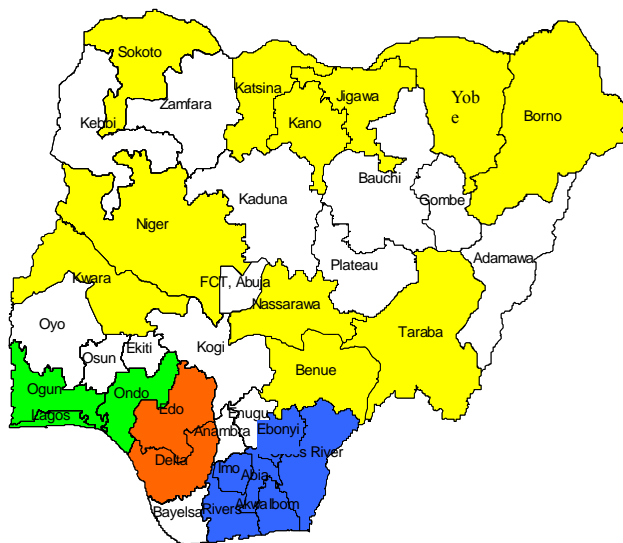 Sokoto
Katsina
Jigawa
Yob
e
Borno
Zamfara
Kebbi
Kano
Bauchi
Gombe
Kaduna
Niger
Adamawa
Plateau
FCT, Abuja
Kwara
Nassarawa
Taraba
Oyo
Kogi
Ekiti
Osun
Benue
Ogun
Ondo
Lagos
Edo
Enugu
Anambra
Ebonyi
Cross River
Delta
Imo
Abia
Bayelsa
Rivers
Akwa Ibom